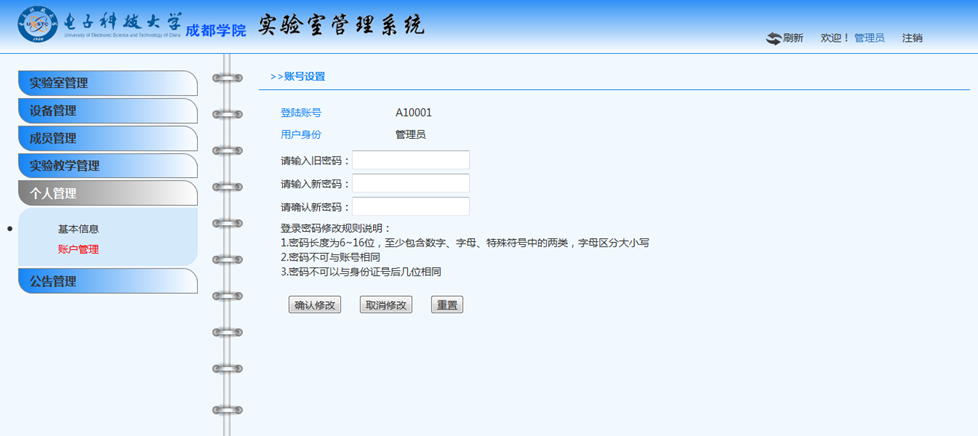 电子科技大学 成都学院 实验室管理系统
University of Electronic Science and Technology of China
刷新 欢迎！ 管理员 注销
实验室管理
设备管理
成员管理
实验教学管理
个人管理
基本信息
账户管理
公告管理
>>账号设置
登陆账号 A10001
用户身份 管理员
请输入旧密码：
请输入新密码：
请确认新密码：
登录密码修改规则说明：
1.密码长度为6~16位，至少包含数字、字母、特殊符号中的两类，字母区分大小写
2.密码不可与账号相同
3.密码不可以与身份证号后几位相同
确认修改 取消修改 重置